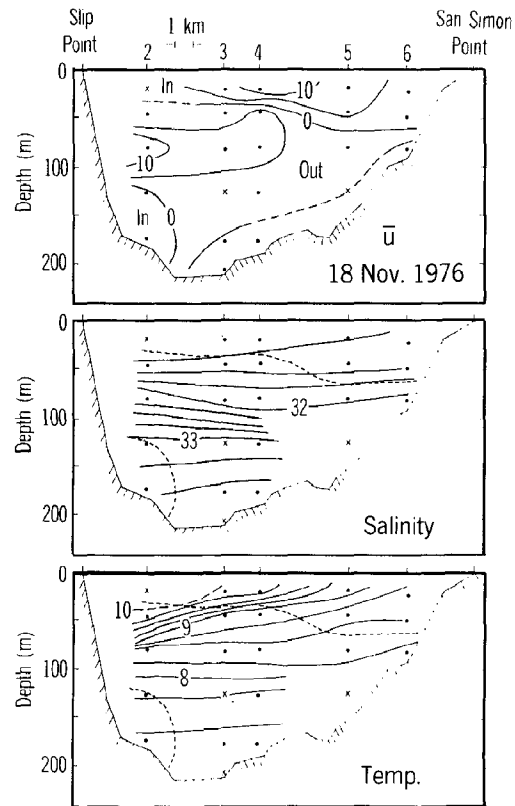 Slip Point
1 km
San Simon Point
2 3 4 5 6
0
100
200
Depth (m)
In
10
0
10
Out
In 0
ū
18 Nov. 1976
0
100
200
Depth (m)
32
33
Salinity
0
100
200
Depth (m)
10
9
8
Temp.